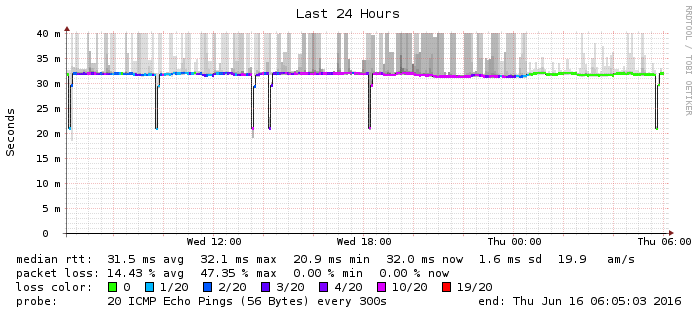 Last 24 Hours
RRDTOOL / TOBI OETIKER
Seconds
40 m
35 m
30 m
25 m
20 m
15 m
10 m
5 m
0
Wed 12:00 Wed 18:00 Thu 00:00 Thu 06:00
median rtt: 31.5 ms avg 32.1 ms max 20.9 ms min 32.0 ms now 1.6 ms sd 19.9 am/s
packet loss: 14.43 % avg 47.35 % max 0.00 % min 0.00 % now
loss color: 0 1/20 2/20 3/20 4/20 10/20 19/20
probe: 20 ICMP Echo Pings (56 Bytes) every 300s end: Thu Jun 16 06:05:03 2016